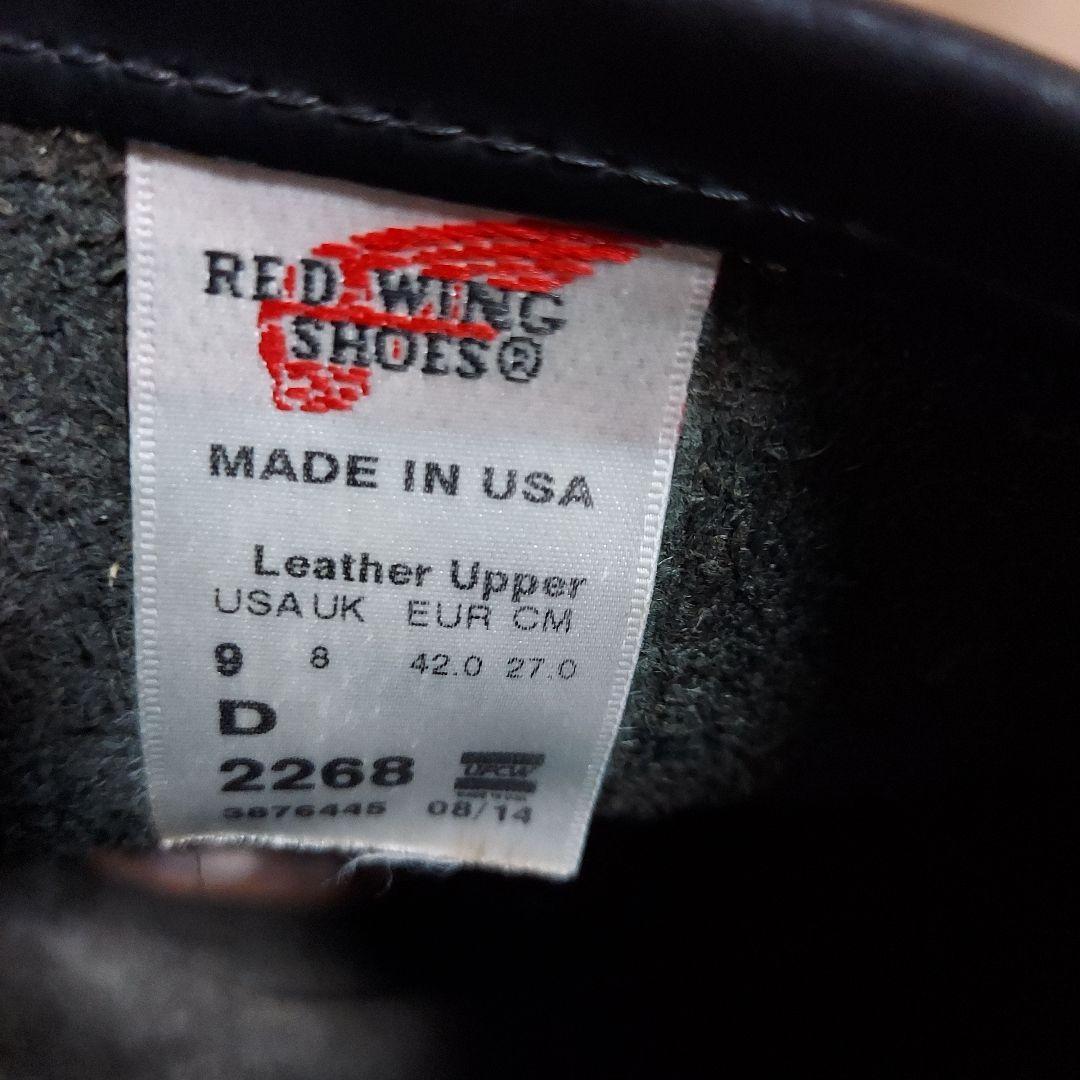 RED WING
SHOES®
MADE IN USA
Leather Upper
USA UK EUR CM
9 8 42.0 27.0
D
2268 UFCW
3876445 08/14